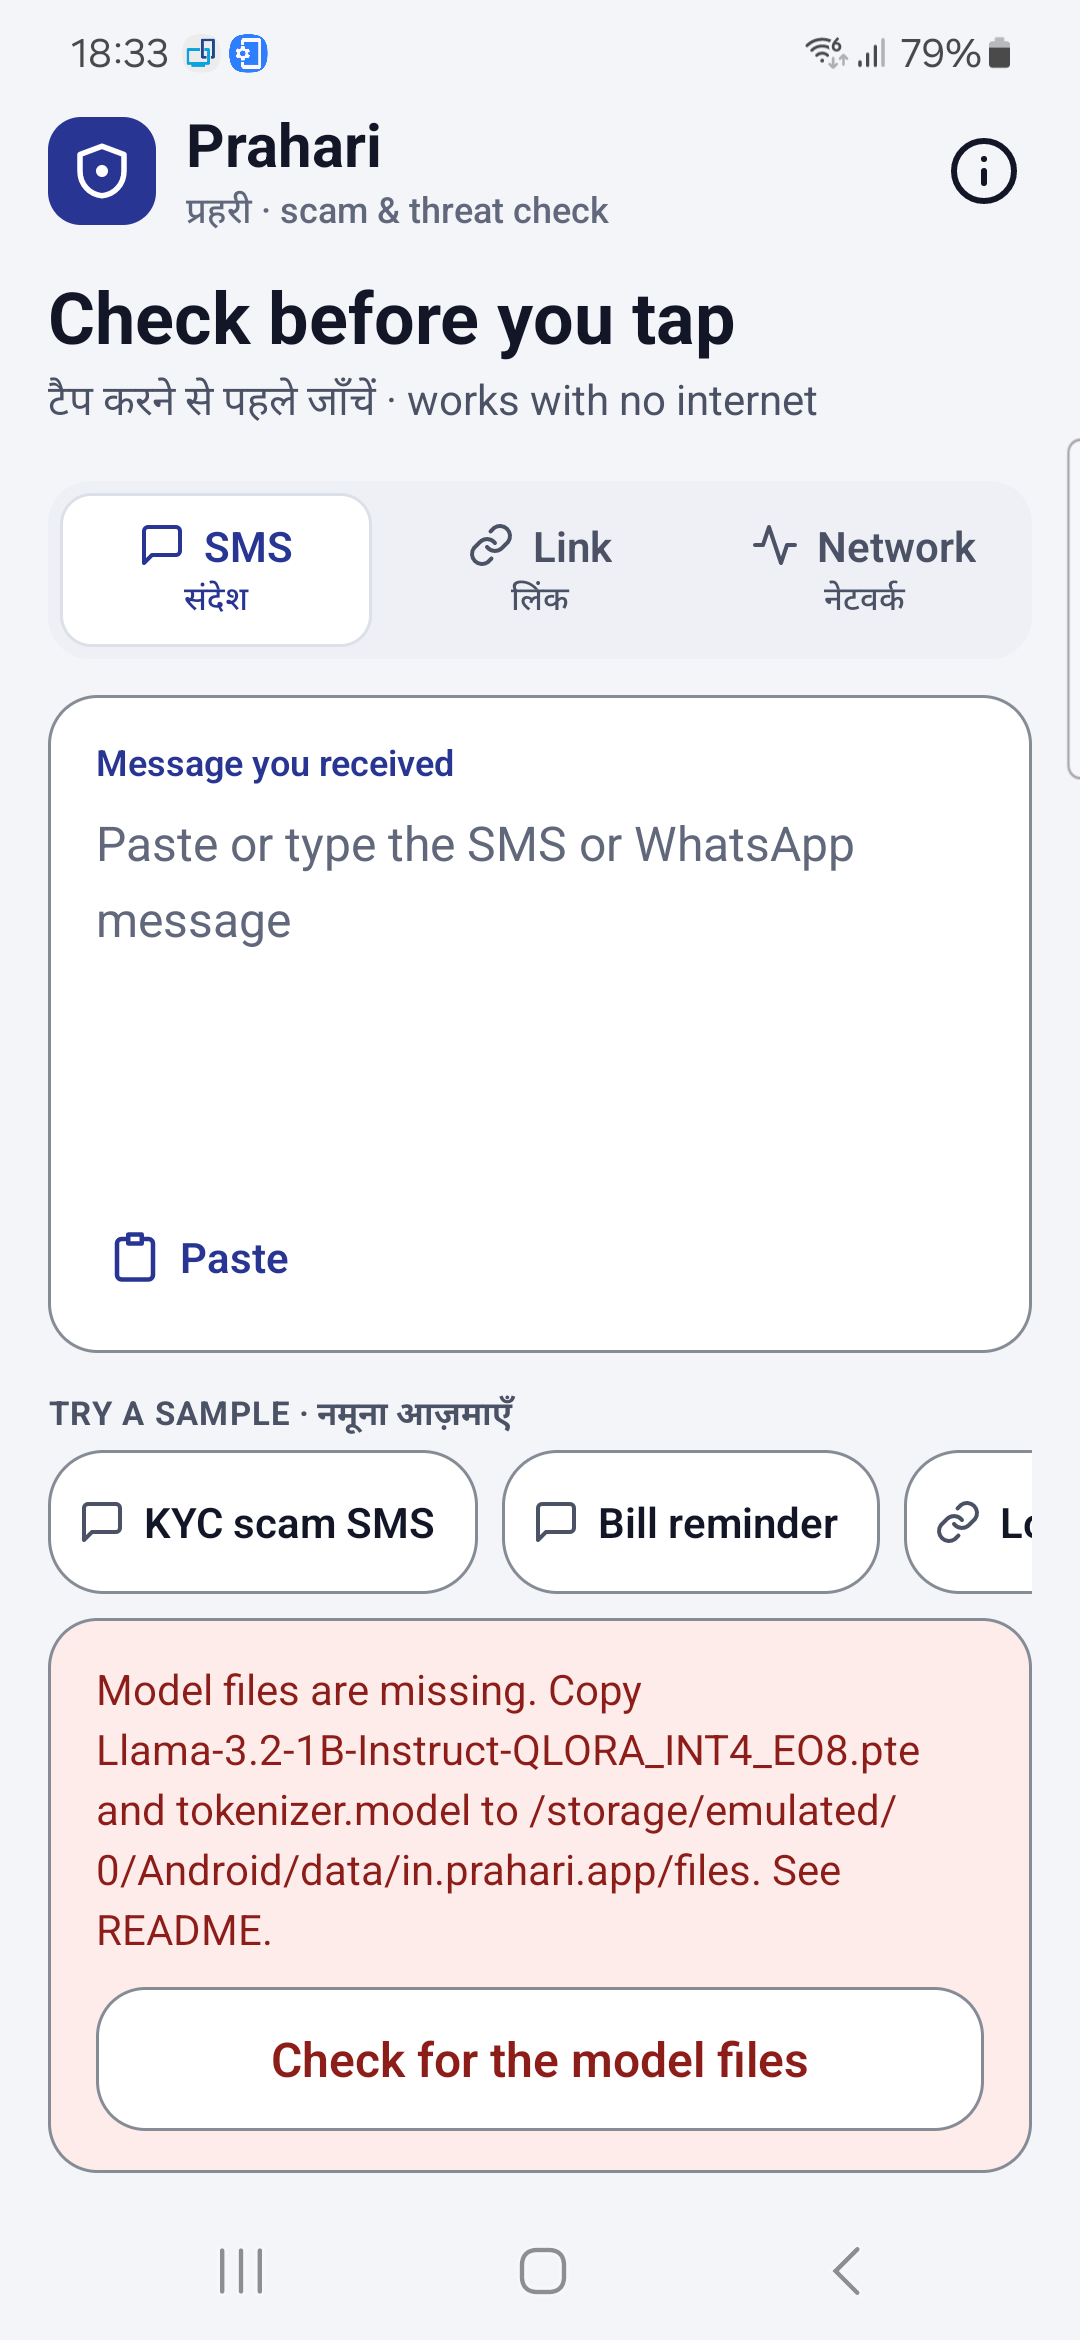 18:33
79%
Prahari
प्रहरी · scam & threat check
Check before you tap
टैप करने से पहले जाँचें · works with no internet
SMS
संदेश
Link
लिंक
Network
नेटवर्क
Message you received
Paste or type the SMS or WhatsApp
message
Paste
TRY A SAMPLE · नमूना आज़माएँ
KYC scam SMS
Bill reminder
Model files are missing. Copy
Llama-3.2-1B-Instruct-QLORA_INT4_EO8.pte
and tokenizer.model to /storage/emulated/
0/Android/data/in.prahari.app/files. See
README.
Check for the model files